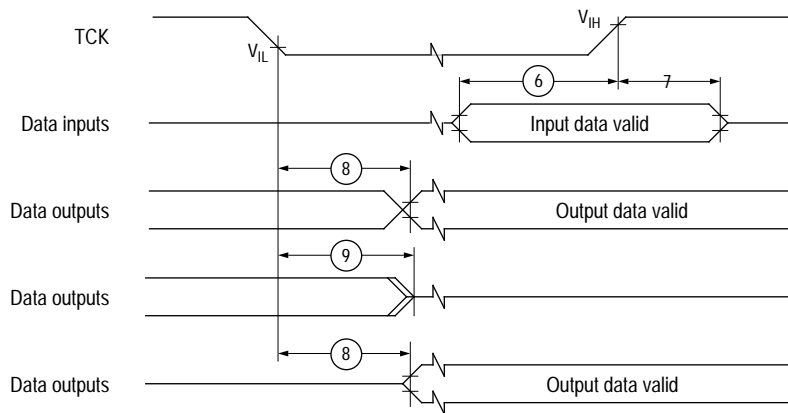 TCK
V_IL
V_IH
6
7
Data inputs
Input data valid
8
Data outputs
Output data valid
9
Data outputs
8
Data outputs
Output data valid